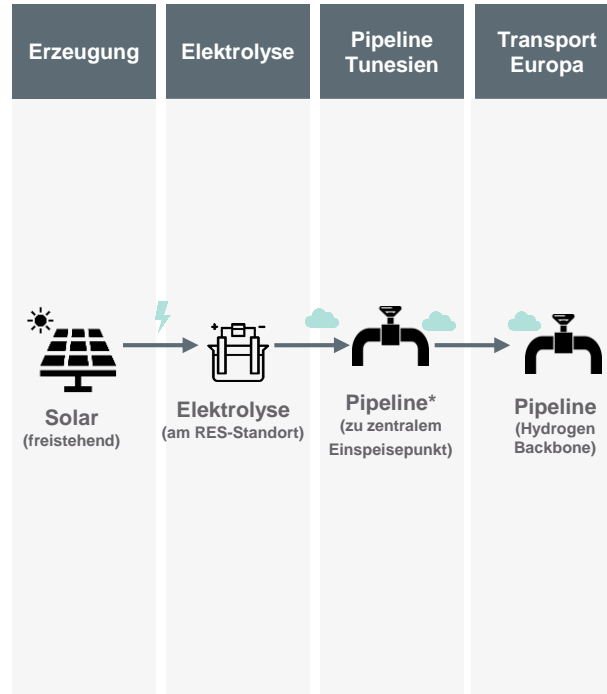 Erzeugung
Elektrolyse
Pipeline
Tunesien
Transport
Europa
Solar
(freistehend)
Elektrolyse
(am RES-Standort)
Pipeline*
(zu zentralem
Einspeisepunkt)
Pipeline
(Hydrogen
Backbone)